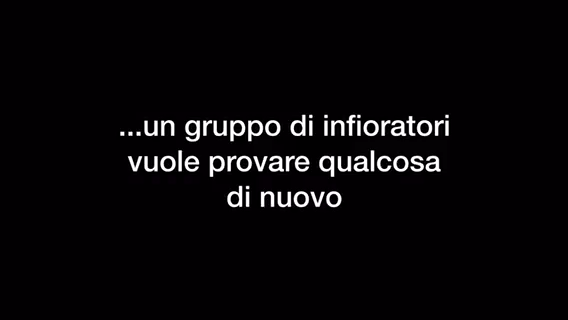 ...un gruppo di infioratori
vuole provare qualcosa
di nuovo